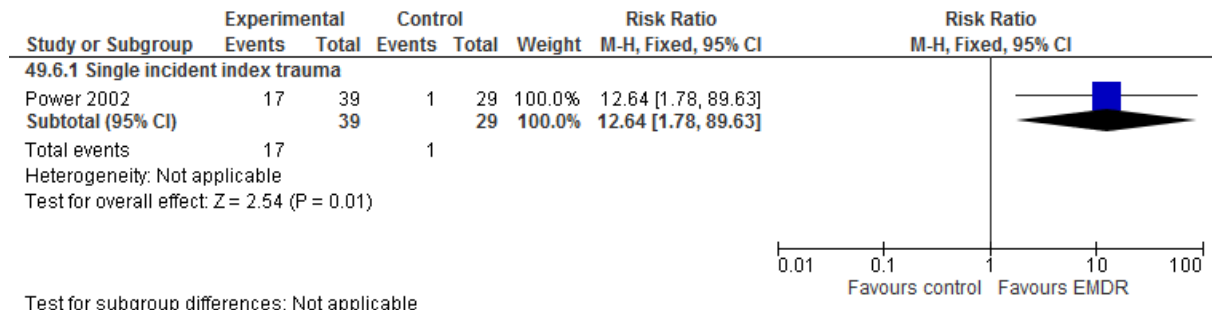 Experimental Control Risk Ratio Risk Ratio
Study or Subgroup Events Total Events Total Weight M-H, Fixed, 95% CI M-H, Fixed, 95% CI
49.6.1 Single incident index trauma
Power 2002 17 39 1 29 100.0% 12.64 [1.78, 89.63]
Subtotal (95% CI) 39 29 100.0% 12.64 [1.78, 89.63]
Total events 17 1
Heterogeneity: Not applicable
Test for overall effect: Z = 2.54 (P = 0.01)
0.01 0.1 1 10 100
Favours control Favours EMDR
Test for subgroup differences: Not applicable